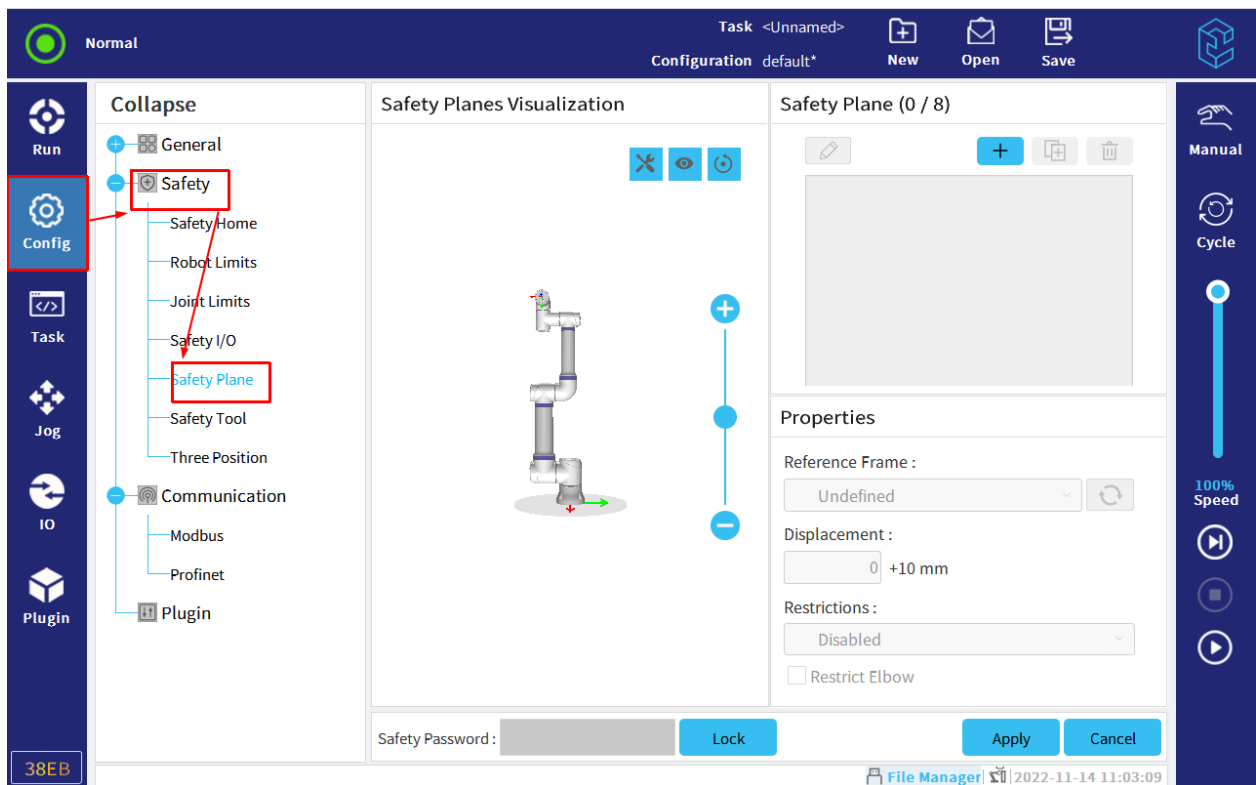 Normal
Task <Unnamed>
Configuration default*
New
Open
Save
Run
Config
Task
Jog
IO
Plugin
38EB
Collapse
General
Safety
Safety Home
Robot Limits
Joint Limits
Safety I/O
Safety Plane
Safety Tool
Three Position
Communication
Modbus
Profinet
Plugin
Safety Planes Visualization
Safety Plane (0 / 8)
Properties
Reference Frame :
Undefined
Displacement :
0 +10 mm
Restrictions :
Disabled
Restrict Elbow
Safety Password :
Lock
Apply
Cancel
File Manager
2022-11-14 11:03:09
Manual
Cycle
100%
Speed